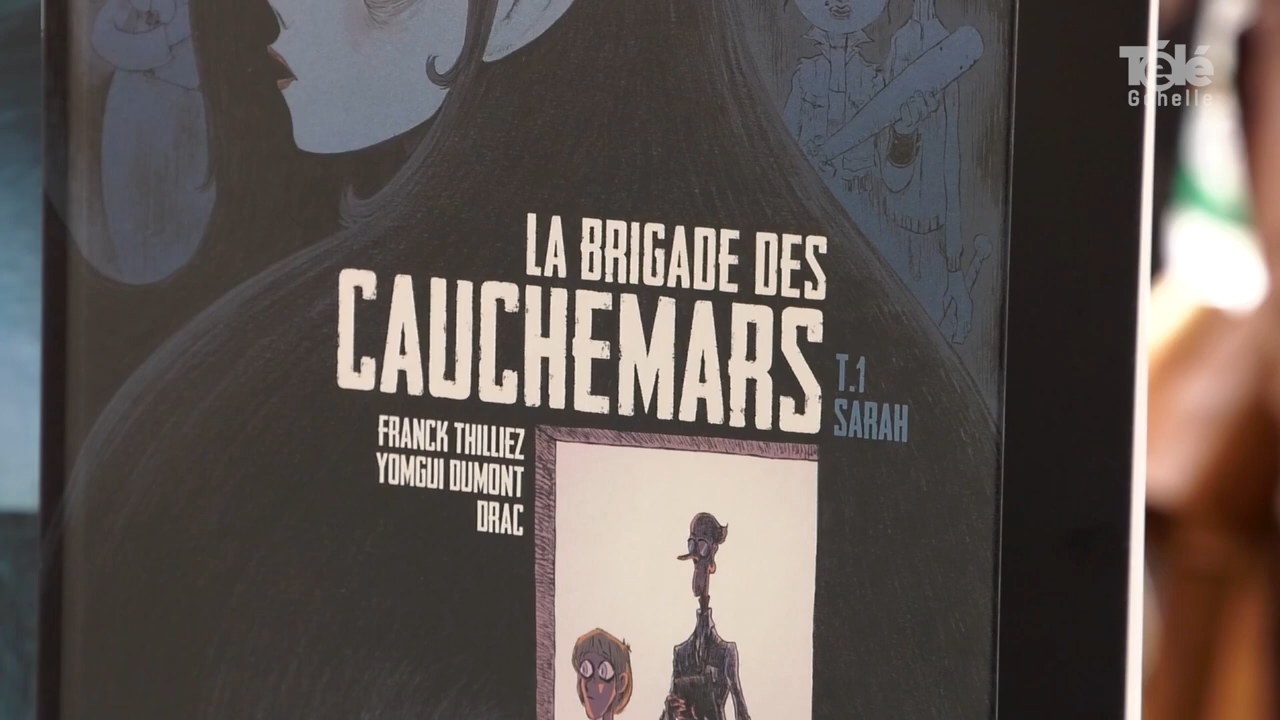 Télé
Gohelle
LA BRIGADE DES
CAUCHEMARS
T.1
SARAH
FRANCK THILLIEZ
YOMGUI DUMONT
DRAC